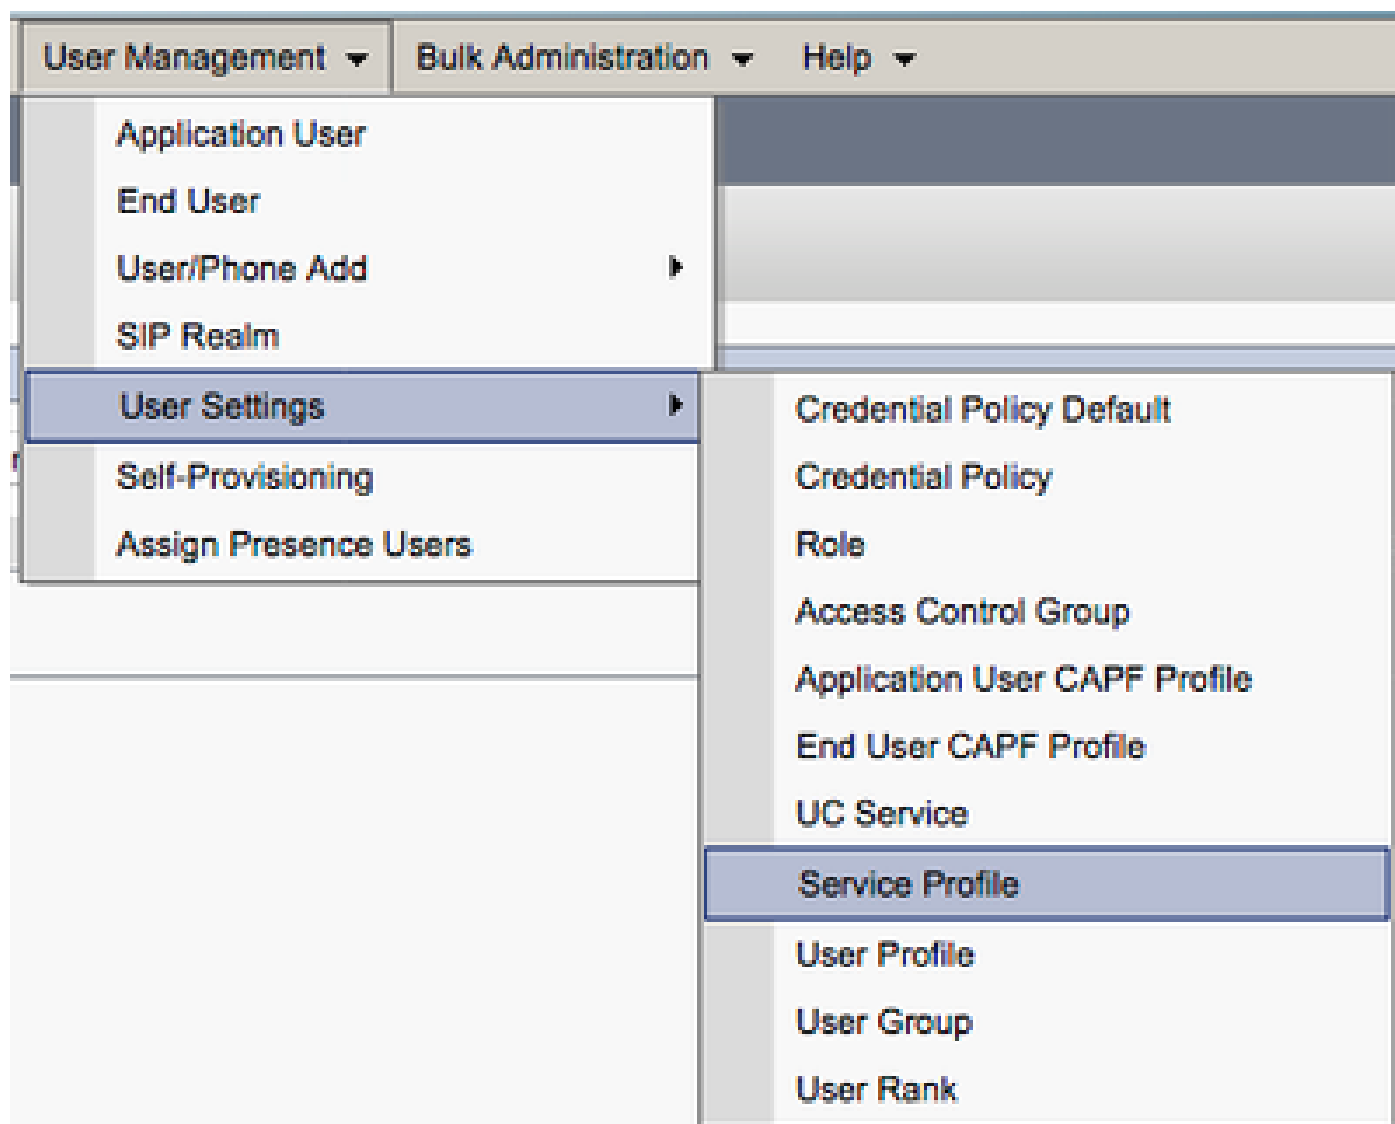 User Management Bulk Administration Help
Application User
End User
User/Phone Add
SIP Realm
User Settings
Self-Provisioning
Assign Presence Users
Credential Policy Default
Credential Policy
Role
Access Control Group
Application User CAPF Profile
End User CAPF Profile
UC Service
Service Profile
User Profile
User Group
User Rank